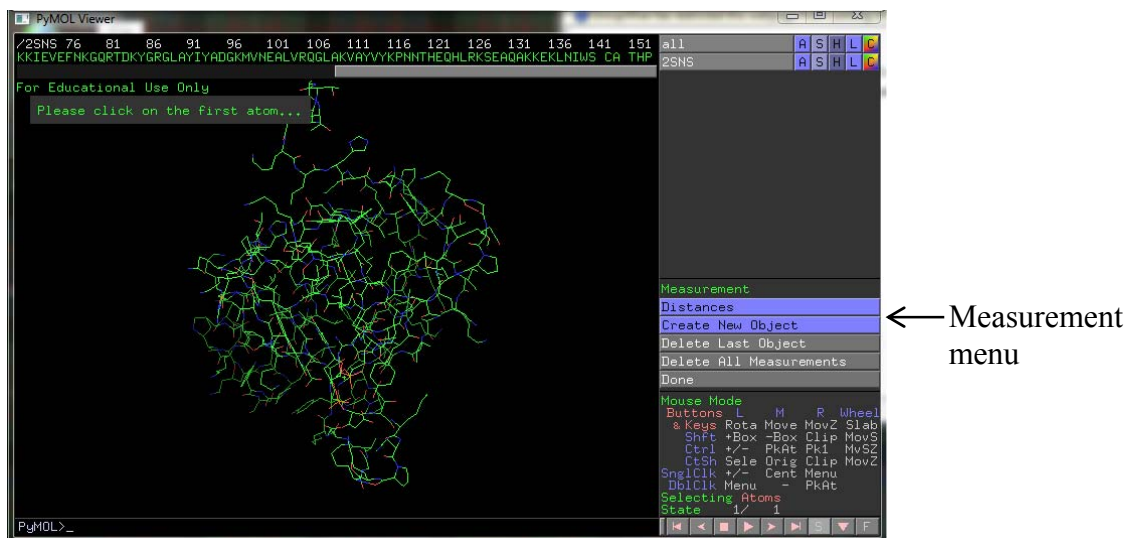 PyMOL Viewer
/2SNS 76 81 86 91 96 101 106 111 116 121 126 131 136 141 151
KKIEVEFNKGQRTDKYGRGLAYIYADGKMVNEALVRQGLAKVAYVYKPNNTHEQHLRKSEAQAKKEKLNIWS CA THP
For Educational Use Only
Please click on the first atom...
all A S H L C
2SNS A S H L C
Measurement
Distances
Create New Object
Delete Last Object
Delete All Measurements
Done
Measurement
menu
Mouse Mode
Buttons L M R Wheel
& Keys Rota Move MovZ Slab
Shft +Box -Box Clip MovS
Ctrl +/- PkAt Pk1 MvSZ
CtSh Sele Orig Clip MovZ
SnglClk +/- Cent Menu
DblClk Menu - PkAt
Selecting Atoms
State 1/ 1
S F
PyMOL>_